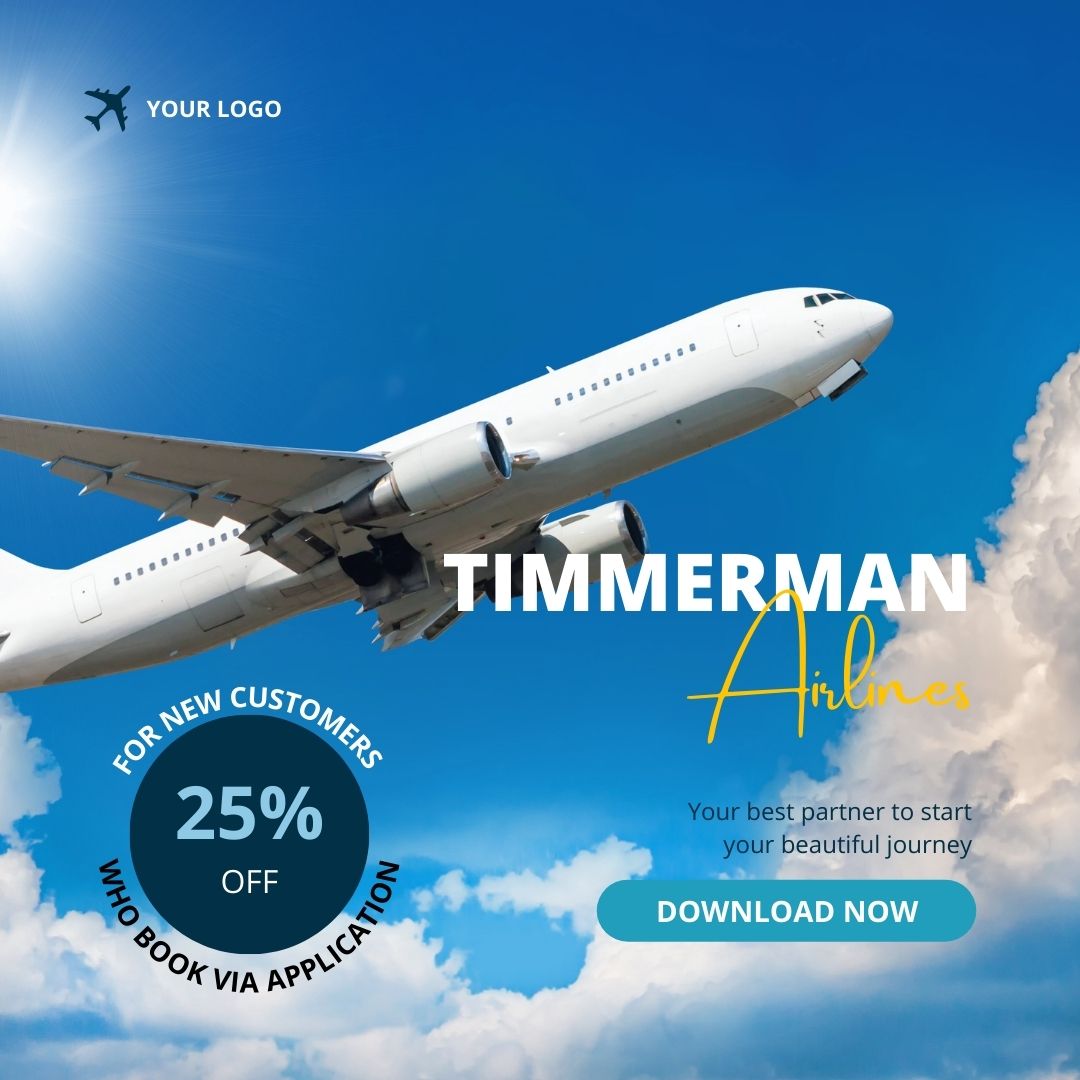 YOUR LOGO
TIMMERMAN
Airlines
FOR NEW CUSTOMERS
25%
OFF
WHO BOOK VIA APPLICATION
Your best partner to start
your beautiful journey
DOWNLOAD NOW